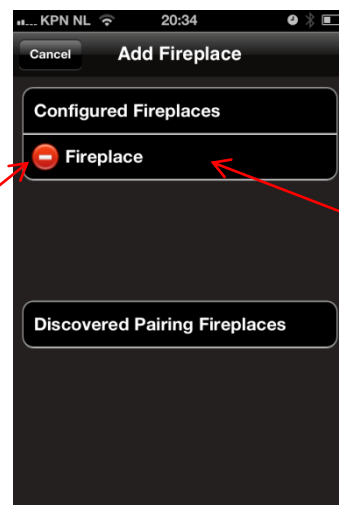 KPN NL 20:34
Cancel Add Fireplace
Configured Fireplaces
Fireplace
Discovered Pairing Fireplaces